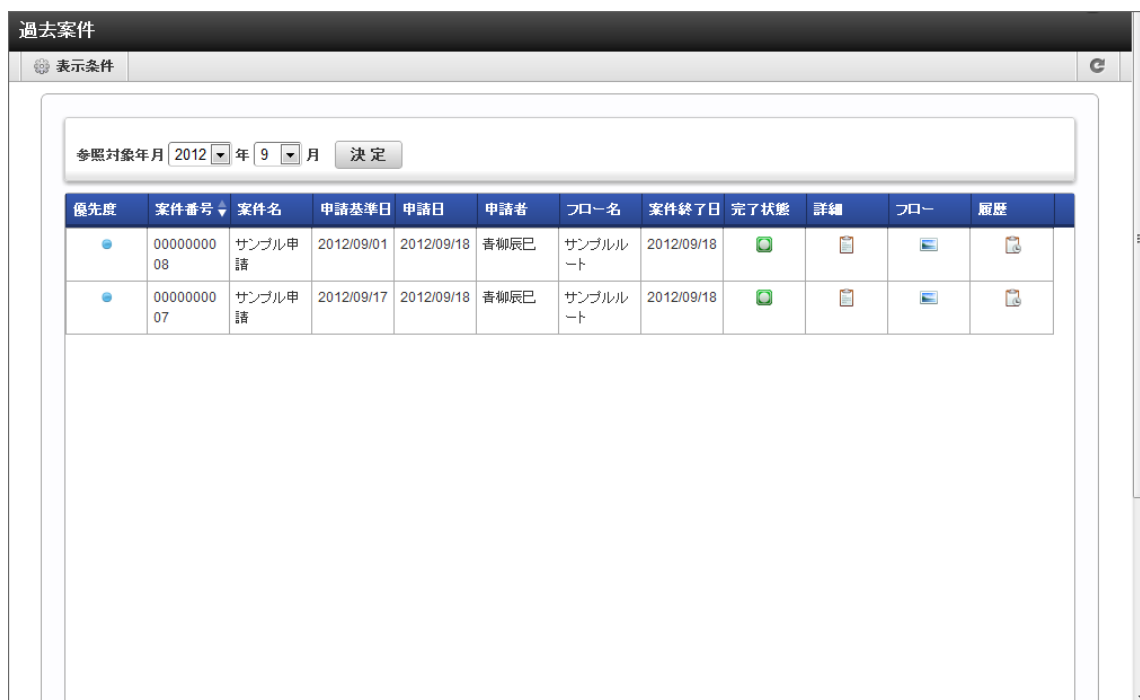 過去案件
表示条件
参照対象年月 2012 年 9 月 決定
優先度 案件番号 案件名 申請基準日 申請日 申請者 フロー名 案件終了日 完了状態 詳細 フロー 履歴
00000000 サンプル申 2012/09/01 2012/09/18 青柳辰巳 サンプルル 2012/09/18
08 請 ート
00000000 サンプル申 2012/09/17 2012/09/18 青柳辰巳 サンプルル 2012/09/18
07 請 ート